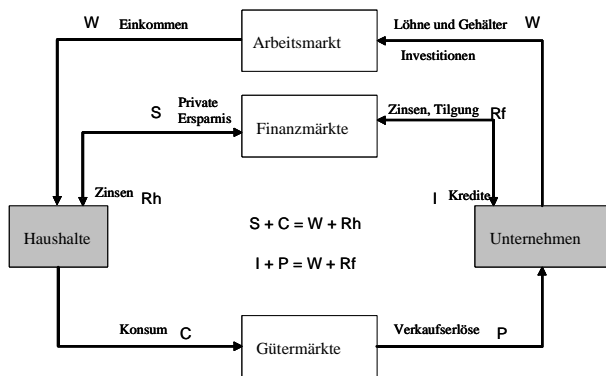 W Einkommen
Arbeitsmarkt
Löhne und Gehälter W
Investitionen
S Private
Ersparnis
Finanzmärkte
Zinsen, Tilgung Rf
Zinsen Rh
I Kredite
Haushalte
S + C = W + Rh
I + P = W + Rf
Unternehmen
Konsum C
Gütermärkte
Verkaufserlöse P